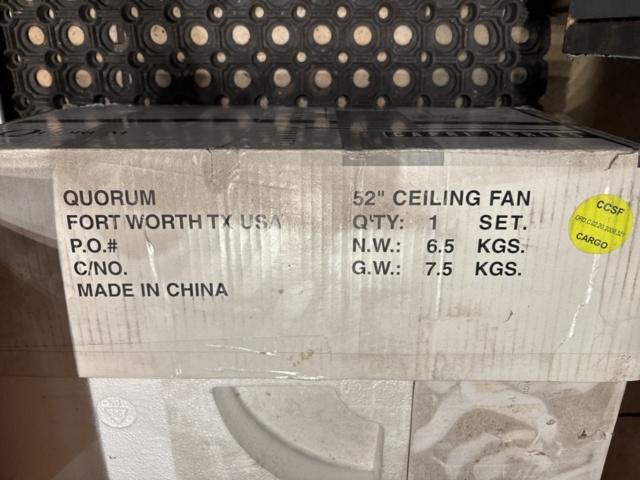 QUORUM
FORT WORTH TX USA
P.O.#
C/NO.
MADE IN CHINA
52" CEILING FAN
Q'TY: 1 SET.
N.W.: 6.5 KGS.
G.W.: 7.5 KGS.
CCSF
CARGO